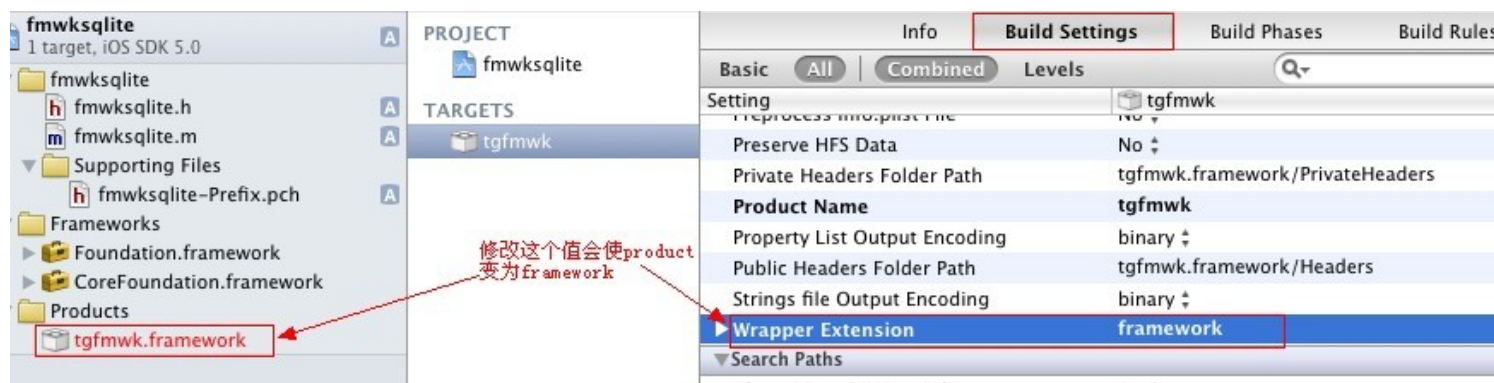 fmwksqlite
1 target, iOS SDK 5.0
A
fmwksqlite
fmwksqlite.h
A
fmwksqlite.m
A
Supporting Files
fmwksqlite-Prefix.pch
A
Frameworks
Foundation.framework
CoreFoundation.framework
Products
tgfmwk.framework
PROJECT
fmwksqlite
TARGETS
tgfmwk
修改这个值会使product
变为framework
Info Build Settings Build Phases Build Rules
Basic All Combined Levels
Setting tgfmwk
Preprocess Info.plist File No
Preserve HFS Data No
Private Headers Folder Path tgfmwk.framework/PrivateHeaders
Product Name tgfmwk
Property List Output Encoding binary
Public Headers Folder Path tgfmwk.framework/Headers
Strings file Output Encoding binary
Wrapper Extension framework
Search Paths